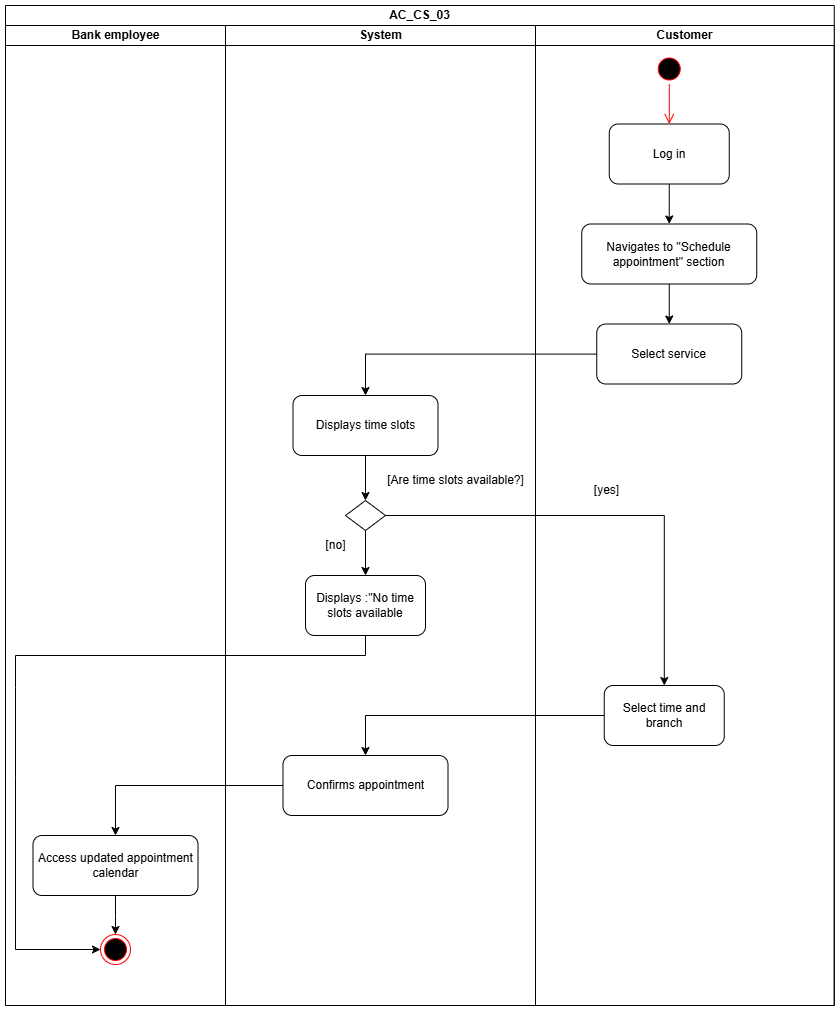 AC_CS_03
Bank employee
System
Customer
Log in
Navigates to "Schedule
appointment" section
Select service
Displays time slots
[Are time slots available?]
[yes]
[no]
Displays :"No time
slots available
Select time and
branch
Confirms appointment
Access updated appointment
calendar